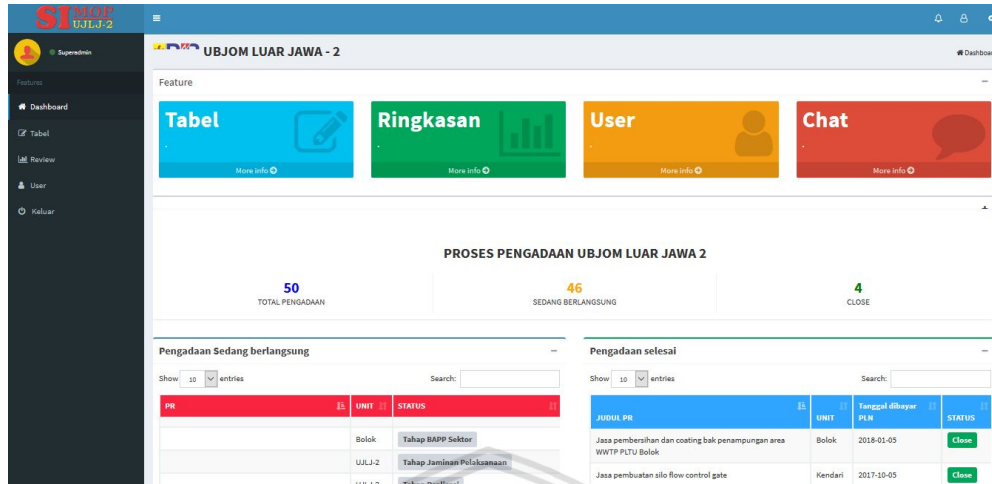 SIMOP
UJLJ-2
Superadmin
Features
Dashboard
Tabel
Review
User
Keluar
UBJOM LUAR JAWA - 2
Feature
Tabel
.
More info
Ringkasan
.
More info
User
.
More info
Chat
.
More info
PROSES PENGADAAN UBJOM LUAR JAWA 2
50
TOTAL PENGADAAN
46
SEDANG BERLANGSUNG
4
CLOSE
Pengadaan Sedang berlangsung
Show 10 entries Search:
PR UNIT STATUS
Bolok Tahap BAPP Sektor
UJLJ-2 Tahap Jaminan Pelaksanaan
Pengadaan selesai
Show 10 entries Search:
JUDUL PR UNIT Tanggal dibayar
PLN STATUS
Jasa pembersihan dan coating bak penampungan area Bolok 2018-01-05 Close
WWTP PLTU Bolok
Jasa pembuatan silo flow control gate Kendari 2017-10-05 Close